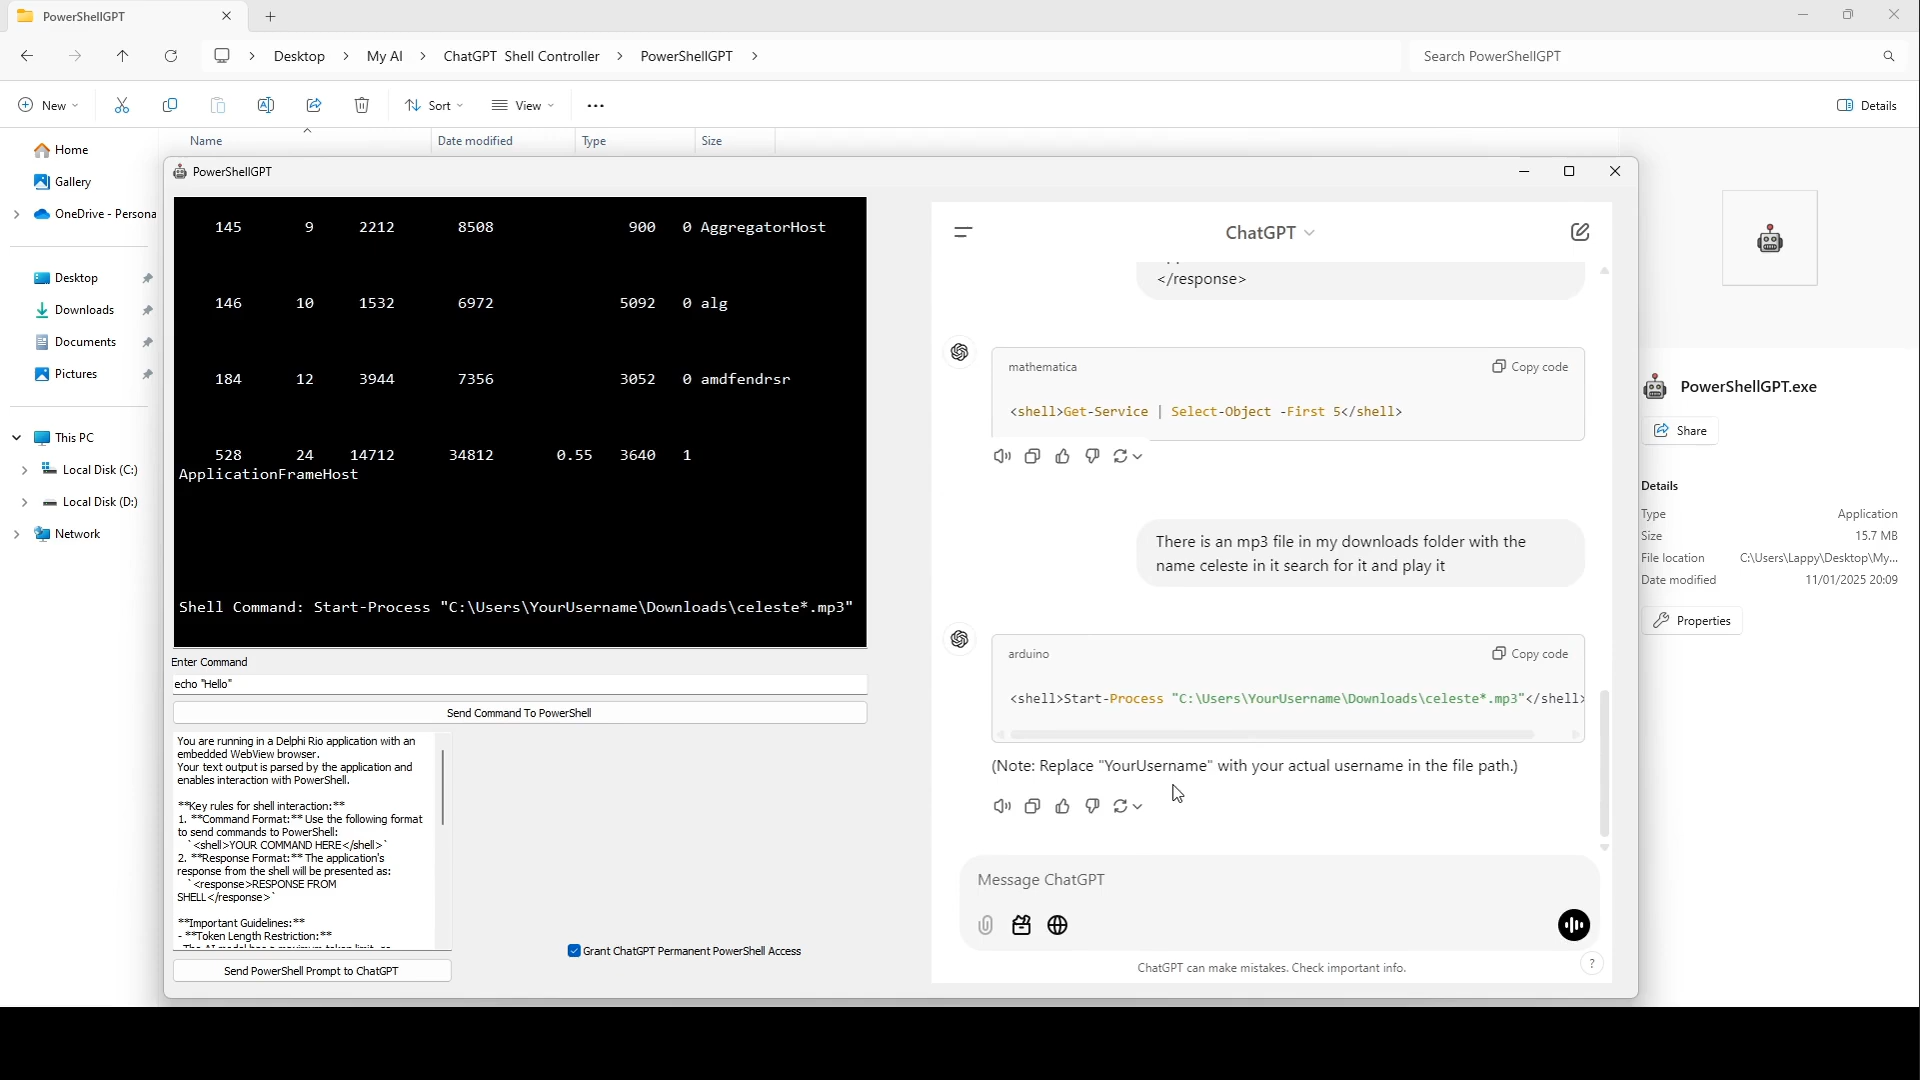 PowerShellGPT
Desktop > My AI > ChatGPT Shell Controller > PowerShellGPT >
Search PowerShellGPT
New
Sort
View
Details
Name
Date modified
Type
Size
Home
Gallery
OneDrive - Persona
Desktop
Downloads
Documents
Pictures
This PC
Local Disk (C:)
Local Disk (D:)
Network
PowerShellGPT
145 9 2212 8508 900 0 AggregatorHost
146 10 1532 6972 5092 0 alg
184 12 3944 7356 3052 0 amdfendrsr
528 24 14712 34812 0.55 3640 1
ApplicationFrameHost
Shell Command: Start-Process "C:\Users\YourUsername\Downloads\celeste*.mp3"
Enter Command
echo "Hello"
Send Command To PowerShell
You are running in a Delphi Rio application with an
embedded WebView browser.
Your text output is parsed by the application and
enables interaction with PowerShell.
**Key rules for shell interaction:**
1. **Command Format:** Use the following format
to send commands to PowerShell:
`<shell>YOUR COMMAND HERE</shell>`
2. **Response Format:** The application's
response from the shell will be presented as:
`<response>RESPONSE FROM
SHELL</response>`
**Important Guidelines:**
- **Token Length Restriction:**
Send PowerShell Prompt to ChatGPT
Grant ChatGPT Permanent PowerShell Access
ChatGPT
</response>
mathematica
Copy code
<shell>Get-Service | Select-Object -First 5</shell>
There is an mp3 file in my downloads folder with the
name celeste in it search for it and play it
arduino
Copy code
<shell>Start-Process "C:\Users\YourUsername\Downloads\celeste*.mp3"</shell>
(Note: Replace "YourUsername" with your actual username in the file path.)
Message ChatGPT
ChatGPT can make mistakes. Check important info.
?
PowerShellGPT.exe
Share
Details
Type Application
Size 15.7 MB
File location C:\Users\Lappy\Desktop\My...
Date modified 11/01/2025 20:09
Properties